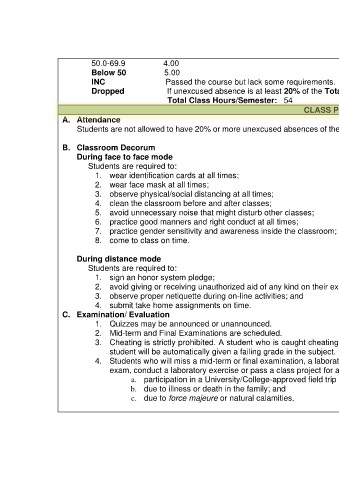 50.0-69.9 4.00
Below 50 5.00
INC Passed the course but lack some requirements.
Dropped If unexcused absence is at least 20% of the Tota
Total Class Hours/Semester: 54
CLASS P
A. Attendance
Students are not allowed to have 20% or more unexcused absences of the
B. Classroom Decorum
During face to face mode
Students are required to:
1. wear identification cards at all times;
2. wear face mask at all times;
3. observe physical/social distancing at all times;
4. clean the classroom before and after classes;
5. avoid unnecessary noise that might disturb other classes;
6. practice good manners and right conduct at all times;
7. practice gender sensitivity and awareness inside the classroom;
8. come to class on time.
During distance mode
Students are required to:
1. sign an honor system pledge;
2. avoid giving or receiving unauthorized aid of any kind on their ex
3. observe proper netiquette during on-line activities; and
4. submit take home assignments on time.
C. Examination/ Evaluation
1. Quizzes may be announced or unannounced.
2. Mid-term and Final Examinations are scheduled.
3. Cheating is strictly prohibited. A student who is caught cheating
student will be automatically given a failing grade in the subject.
4. Students who will miss a mid-term or final examination, a laborat
exam, conduct a laboratory exercise or pass a class project for a
a. participation in a University/College-approved field trip
b. due to illness or death in the family; and
c. due to force majeure or natural calamities.